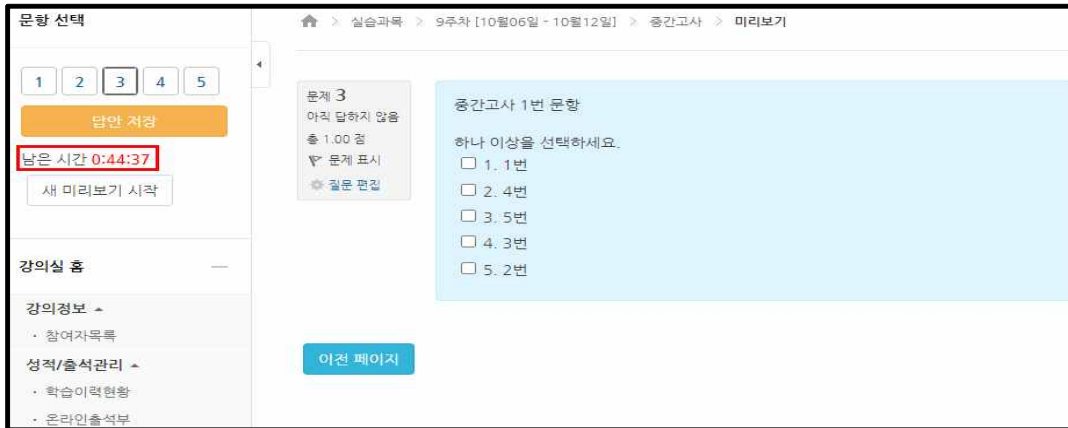 문항 선택
1 2 3 4 5
답안 저장
남은 시간 0:44:37
새 미리보기 시작
강의실 홈
강의정보
· 참여자목록
성적/출석관리
· 학습이력현황
· 온라인출석부
> 실습과목 > 9주차 [10월06일 - 10월12일] > 중간고사 > 미리보기
문제 3
아직 답하지 않음
총 1.00 점
문제 표시
질문 편집
중간고사 1번 문항
하나 이상을 선택하세요.
1. 1번
2. 4번
3. 5번
4. 3번
5. 2번
이전 페이지